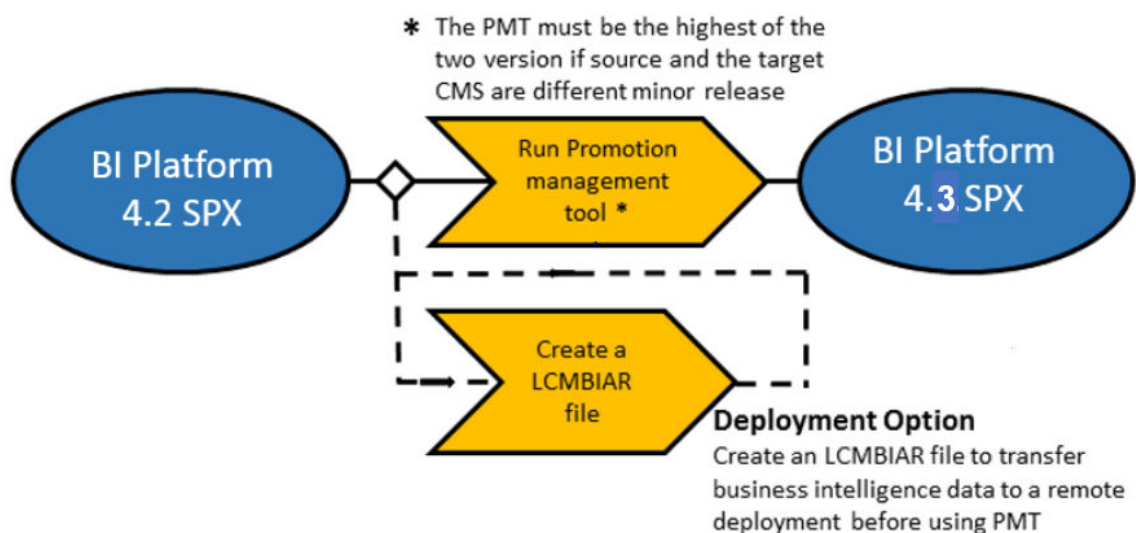 * The PMT must be the highest of the
two version if source and the target
CMS are different minor release
BI Platform
4.2 SPX
Run Promotion
management
tool *
BI Platform
4.3 SPX
Create a
LCMBIAR
file
Deployment Option
Create an LCMBIAR file to transfer
business intelligence data to a remote
deployment before using PMT